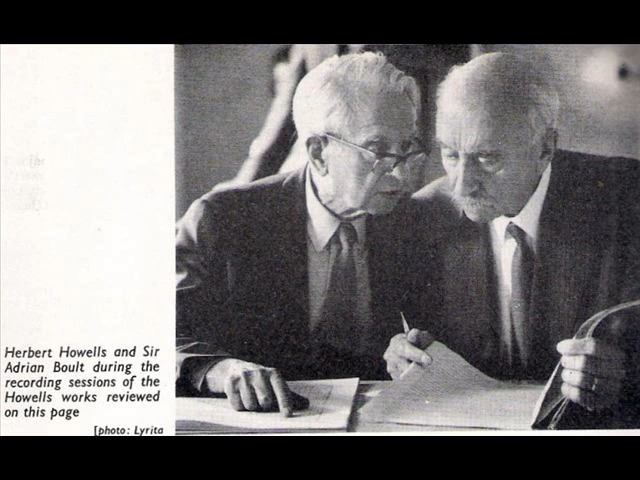 Herbert Howells and Sir
Adrian Boult during the
recording sessions of the
Howells works reviewed
on this page
[photo: Lyrita